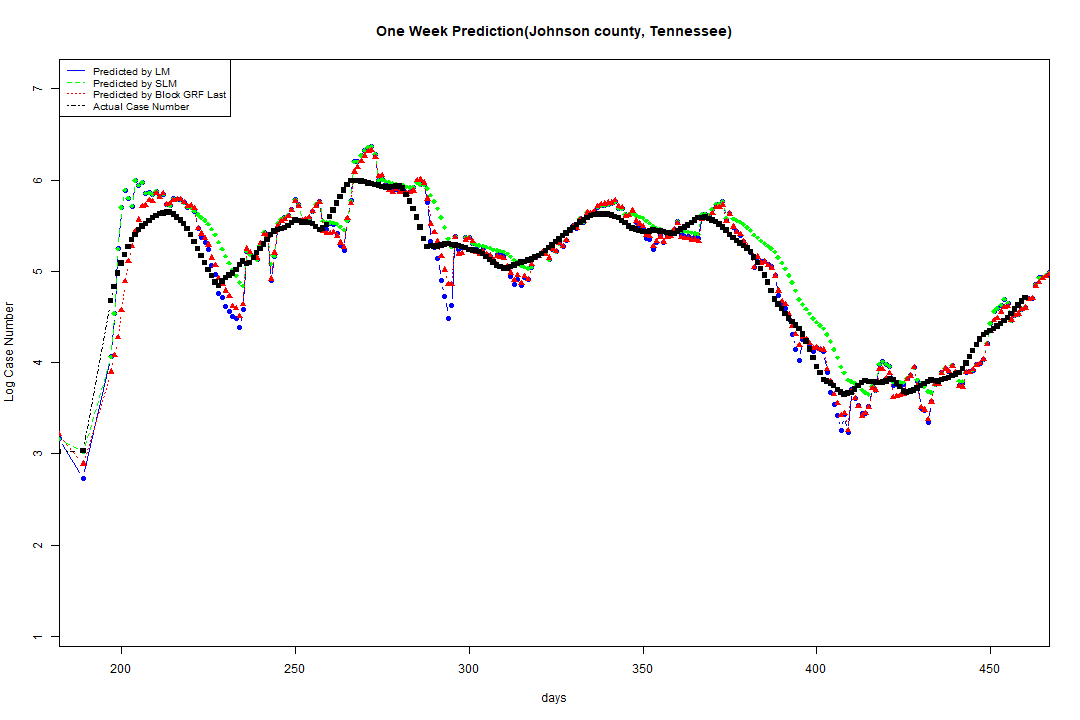 One Week Prediction(Johnson county, Tennessee)
Predicted by LM
Predicted by SLM
Predicted by Block GRF Last
Actual Case Number
7
6
5
4
3
2
1
Log Case Number
200 250 300 350 400 450
days